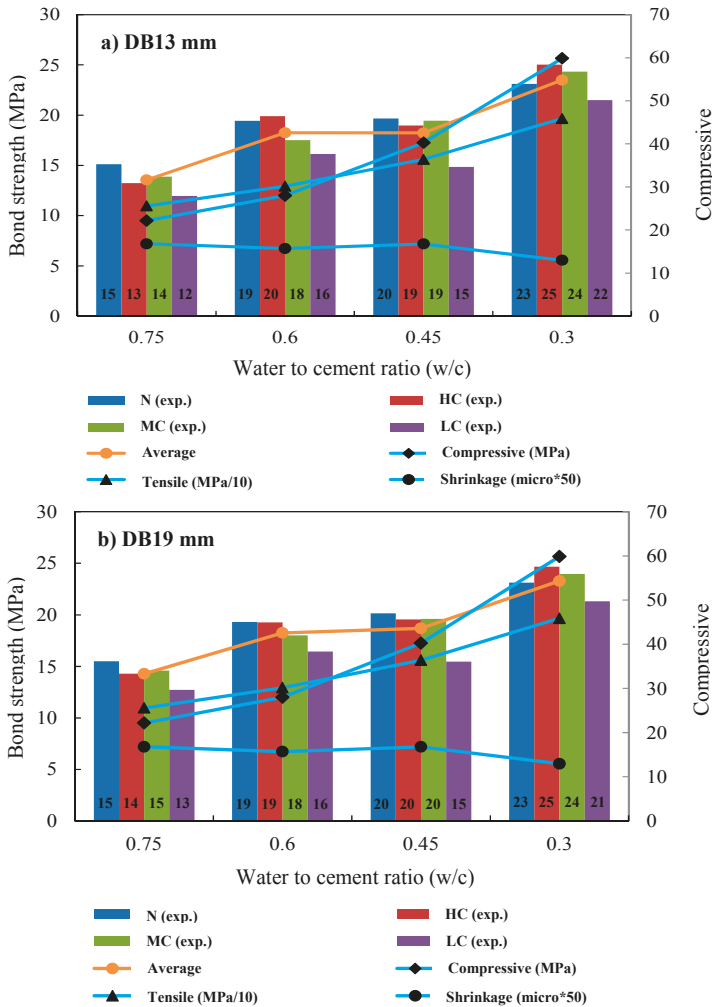 a) DB13 mm
Bond strength (MPa)
30
25
20
15
10
5
0
70
60
50
40
30
20
10
0
Compressive
15 13 14 12 19 20 18 16 20 19 19 15 23 25 24 22
0.75 0.6 0.45 0.3
Water to cement ratio (w/c)
N (exp.) HC (exp.)
MC (exp.) LC (exp.)
Average Compressive (MPa)
Tensile (MPa/10) Shrinkage (micro*50)
b) DB19 mm
Bond strength (MPa)
30
25
20
15
10
5
0
70
60
50
40
30
20
10
0
Compressive
15 14 15 13 19 19 18 16 20 20 20 15 23 25 24 21
0.75 0.6 0.45 0.3
Water to cement ratio (w/c)
N (exp.) HC (exp.)
MC (exp.) LC (exp.)
Average Compressive (MPa)
Tensile (MPa/10) Shrinkage (micro*50)